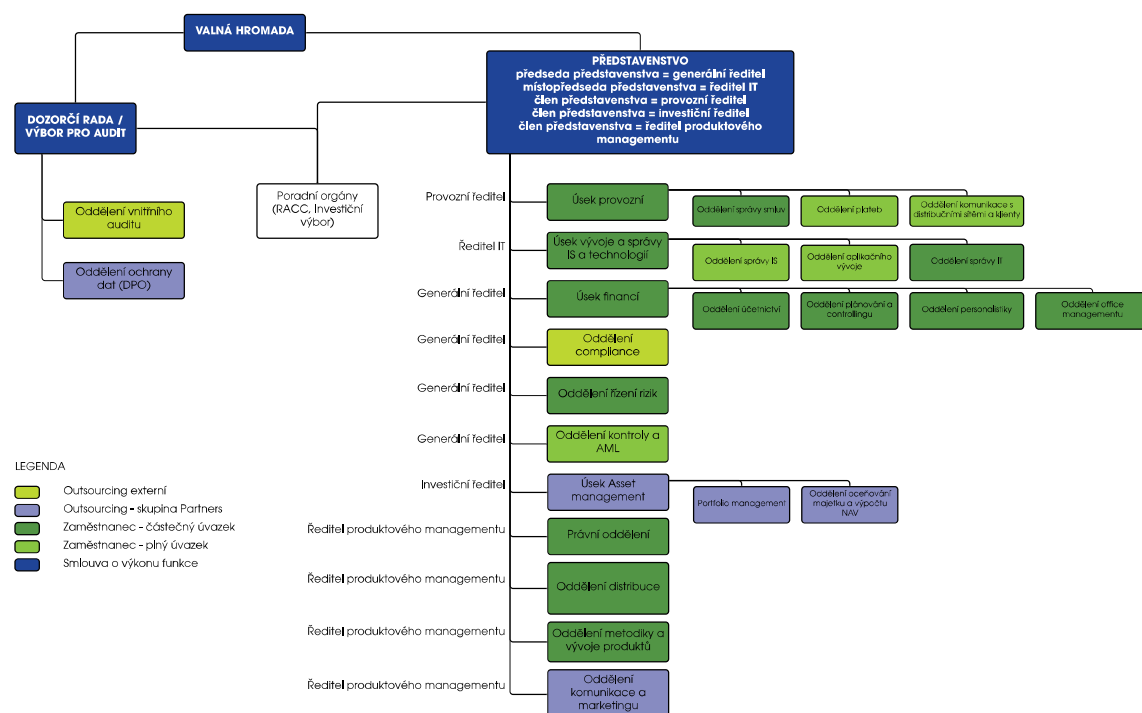 VALNÁ HROMADA
PŘEDSTAVENSTVO
předseda představenstva = generální ředitel
místopředseda představenstva = ředitel IT
člen představenstva = provozní ředitel
člen představenstva = investiční ředitel
člen představenstva = ředitel produktového
managementu
DOZORČÍ RADA /
VÝBOR PRO AUDIT
Oddělení vnitřního
auditu
Oddělení ochrany
dat (DPO)
Poradní orgány
(RACC, Investiční
výbor)
Provozní ředitel
Úsek provozní
Oddělení správy smluv
Oddělení plateb
Oddělení komunikace s
distribučními sítěmi a klienty
Ředitel IT
Úsek vývoje a správy
IS a technologií
Oddělení správy IS
Oddělení aplikačního
vývoje
Oddělení správy IT
Generální ředitel
Úsek financí
Oddělení účetnictví
Oddělení plánování a
controllingu
Oddělení personalistiky
Oddělení office
managementu
Generální ředitel
Oddělení
compliance
Generální ředitel
Oddělení řízení rizik
Generální ředitel
Oddělení kontroly a
AML
Investiční ředitel
Úsek Asset
management
Portfolio management
Oddělení oceňování
majetku a výpočtu
NAV
Ředitel produktového managementu
Právní oddělení
Ředitel produktového managementu
Oddělení distribuce
Ředitel produktového managementu
Oddělení metodiky a
vývoje produktů
Ředitel produktového managementu
Oddělení
komunikace a
marketingu
LEGENDA
Outsourcing externí
Outsourcing - skupina Partners
Zaměstnanec - částečný úvazek
Zaměstnanec - plný úvazek
Smlouva o výkonu funkce